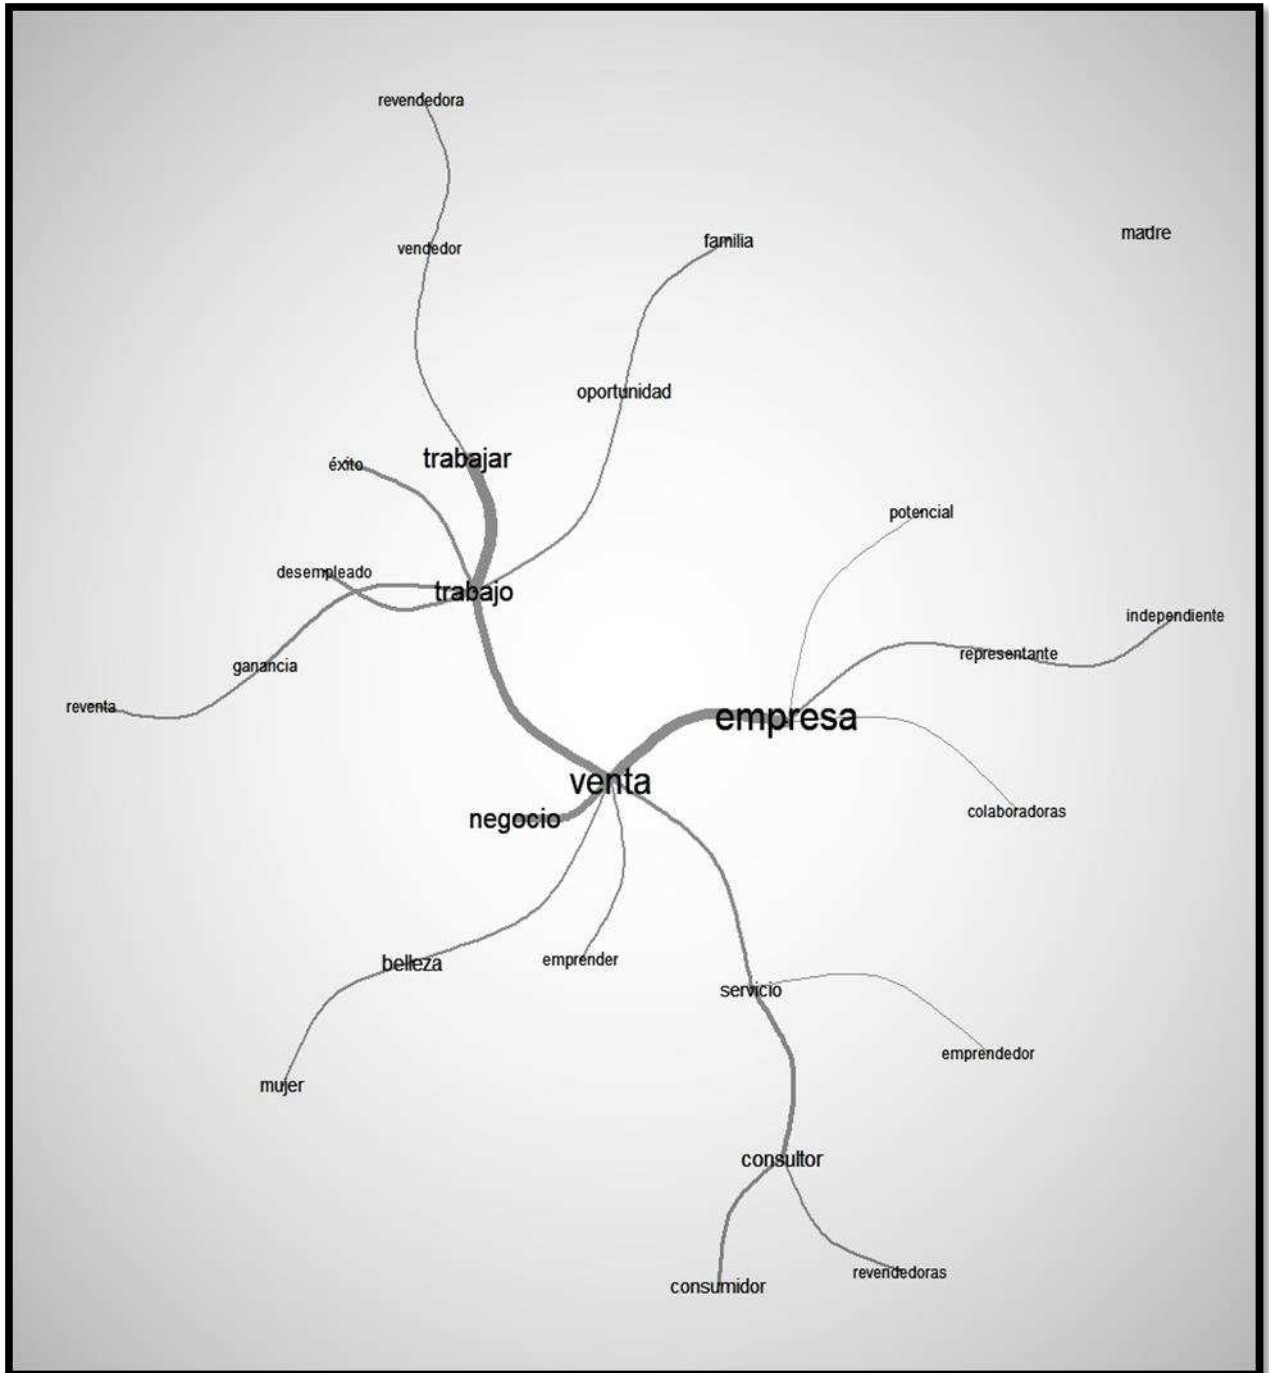 revendedora
madre
familia
vendedor
oportunidad
trabajar
éxito
potencial
desempleado
trabajo
independiente
representante
ganancia
reventa
empresa
venta
colaboradoras
negocio
emprender
belleza
servicio
emprendedor
mujer
consultor
revendedoras
consumidor